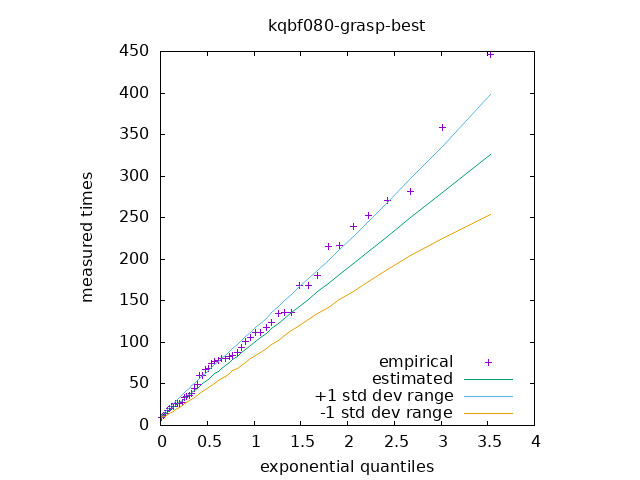 kqbf080-grasp-best
450
400
350
300
250
200
150
100
50
0
measured times
empirical
estimated
+1 std dev range
-1 std dev range
0 0.5 1 1.5 2 2.5 3 3.5 4
exponential quantiles